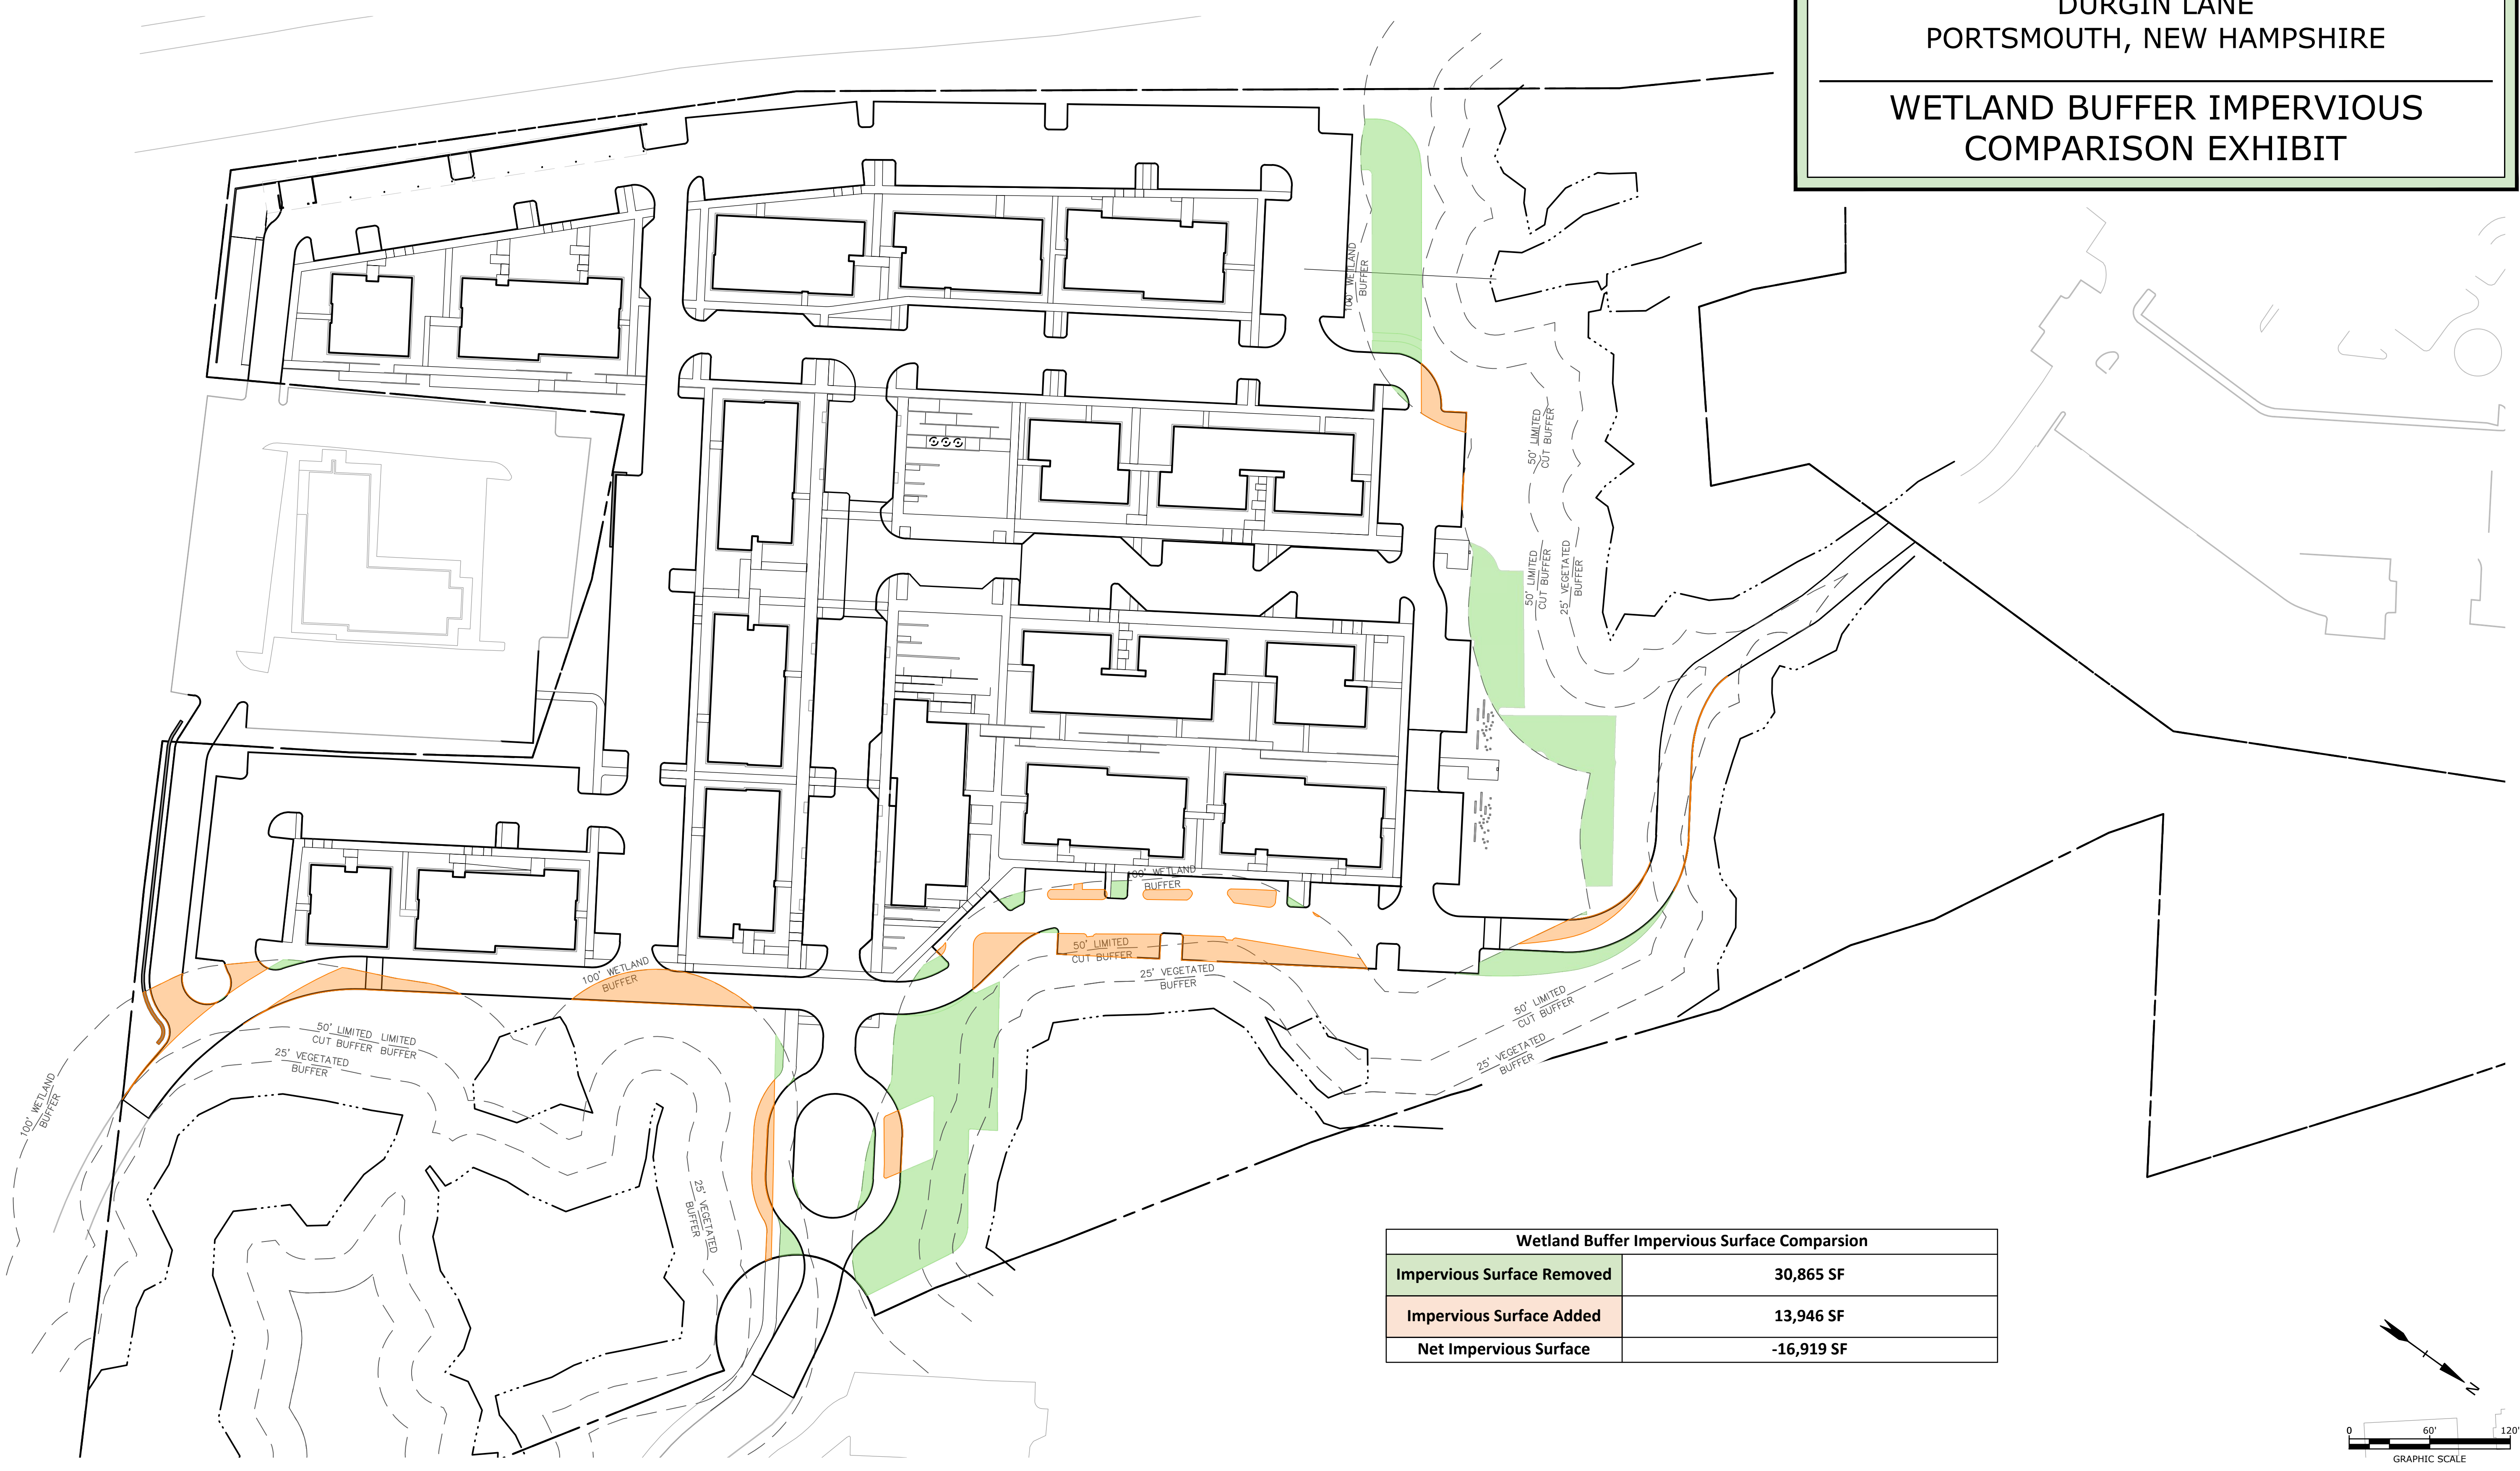 DURGIN LANE
PORTSMOUTH, NEW HAMPSHIRE
WETLAND BUFFER IMPERVIOUS
COMPARISON EXHIBIT
100' WETLAND
BUFFER
50' LIMITED
CUT BUFFER
50' LIMITED
CUT BUFFER
25' VEGETATED
BUFFER
100' WETLAND
BUFFER
50' LIMITED
CUT BUFFER
25' VEGETATED
BUFFER
100' WETLAND
BUFFER
50' LIMITED
CUT BUFFER
25' VEGETATED
BUFFER
50' LIMITED LIMITED
CUT BUFFER BUFFER
25' VEGETATED
BUFFER
100' WETLAND
BUFFER
25' VEGETATED
BUFFER
Wetland Buffer Impervious Surface Comparsion
Impervious Surface Removed 30,865 SF
Impervious Surface Added 13,946 SF
Net Impervious Surface -16,919 SF
N
0 60' 120'
GRAPHIC SCALE